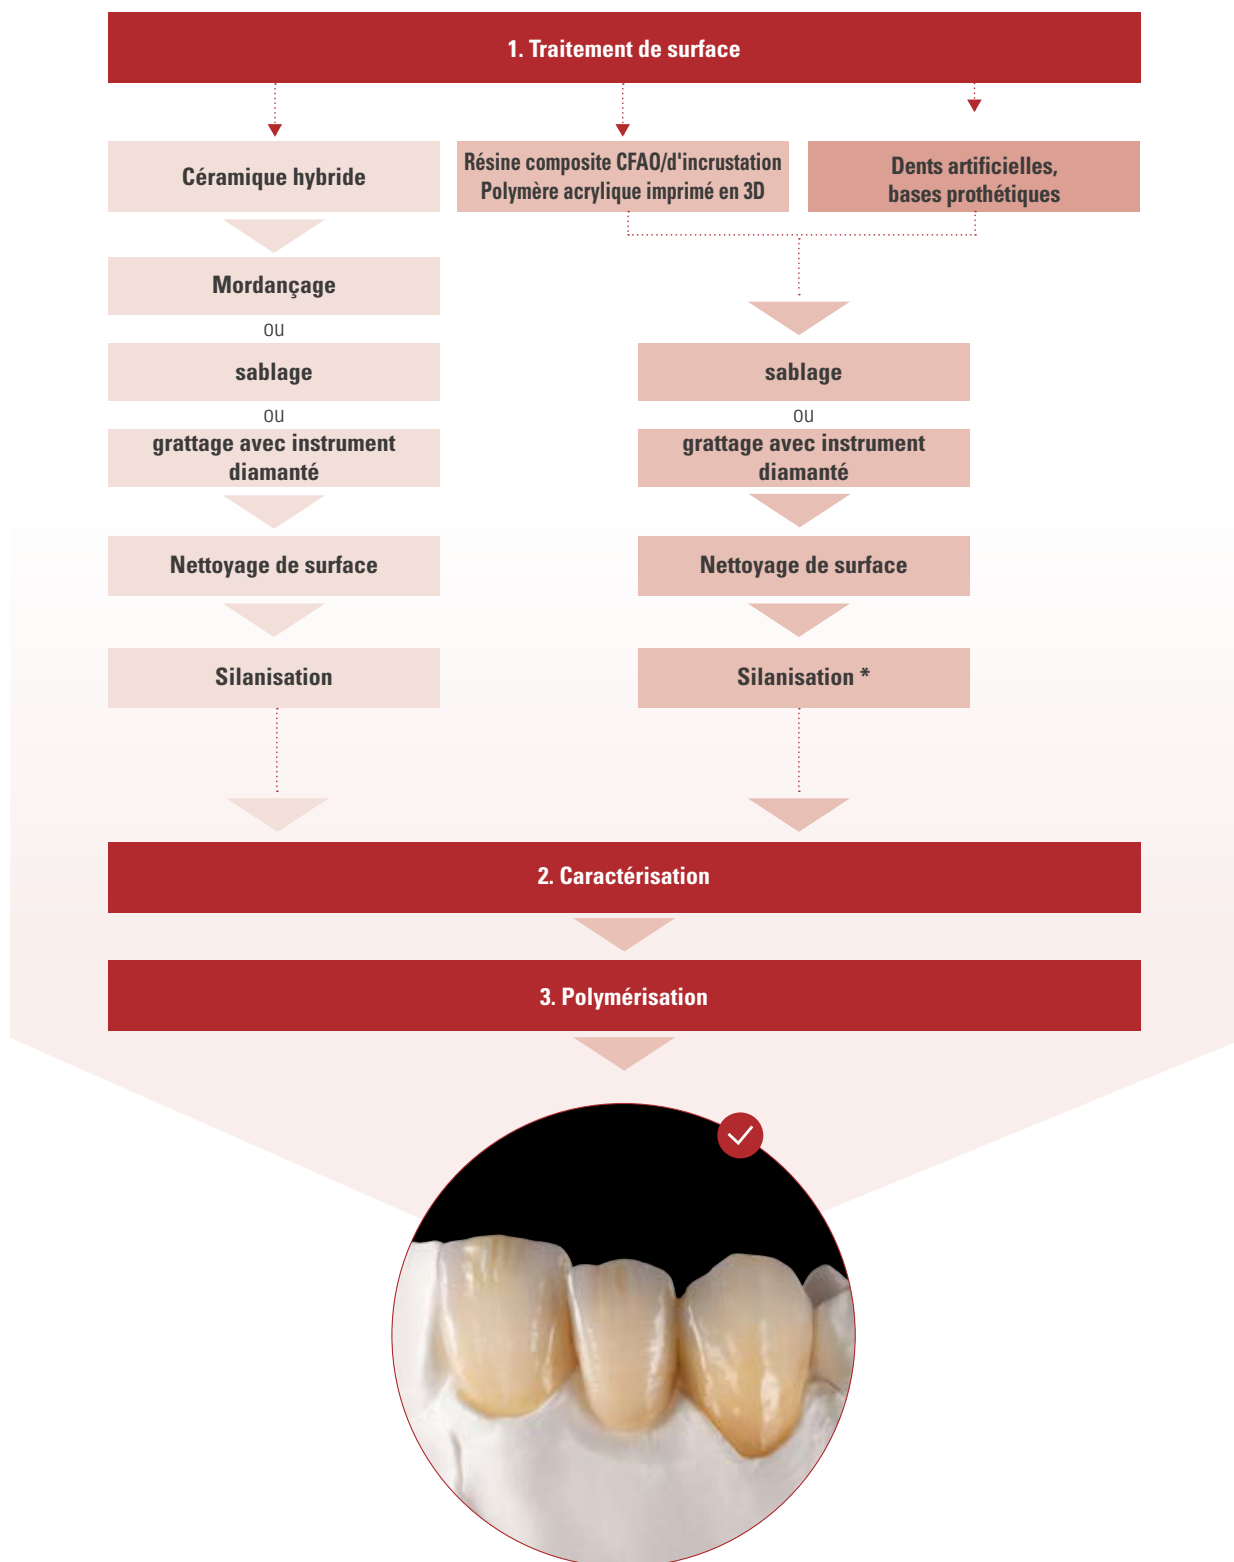 1. Traitement de surface
Céramique hybride
Résine composite CFAO/d'incrustation
Polymère acrylique imprimé en 3D
Dents artificielles,
bases prothétiques
Mordançage
ou
sablage
ou
grattage avec instrument
diamanté
Nettoyage de surface
Silanisation
sablage
ou
grattage avec instrument
diamanté
Nettoyage de surface
Silanisation *
2. Caractérisation
3. Polymérisation